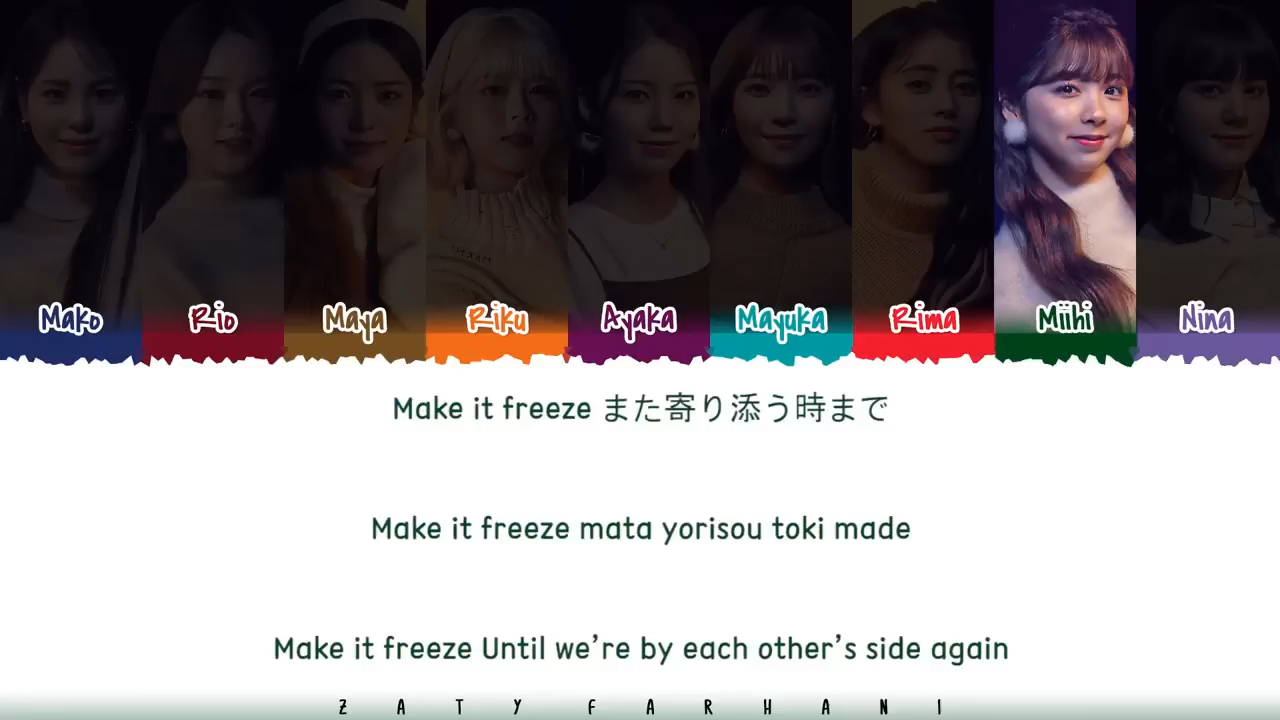 Mako Rio Maya Riku Ayaka Mayuka Rima Miihi Nina
Make it freeze また寄り添う時まで
Make it freeze mata yorisou toki made
Make it freeze Until we’re by each other’s side again
ZATY FARHANI